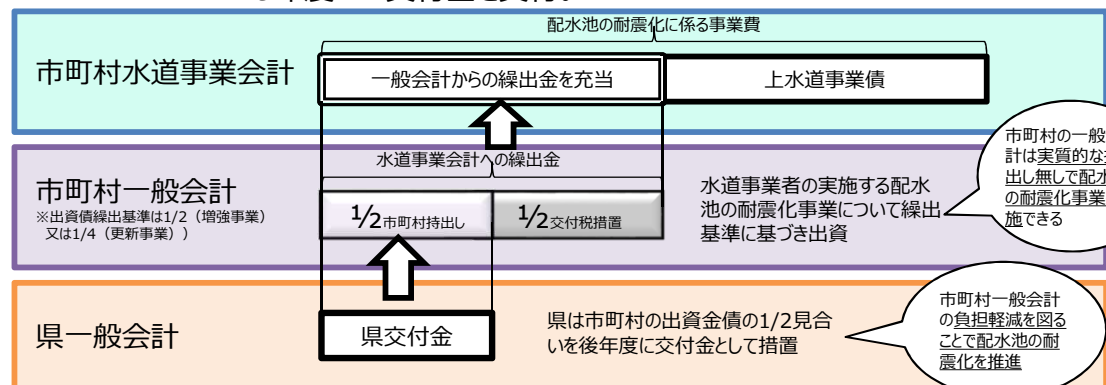 配水池の耐震化に係る事業費
市町村水道事業会計
一般会計からの繰出金を充当
上水道事業債
水道事業会計への繰出金
市町村一般会計
※出資債繰出基準は1/2（増強事業）
又は1/4（更新事業））
1/2市町村持出し
1/2交付税措置
水道事業者の実施する配水
池の耐震化事業について繰出
基準に基づき出資
市町村の一般
計は実質的な
出し無しで配水
の耐震化事業
施できる
県一般会計
県交付金
県は市町村の出資金債の1/2見合
いを後年度に交付金として措置
市町村一般会計
の負担軽減を図る
ことで配水池の耐
震化を推進